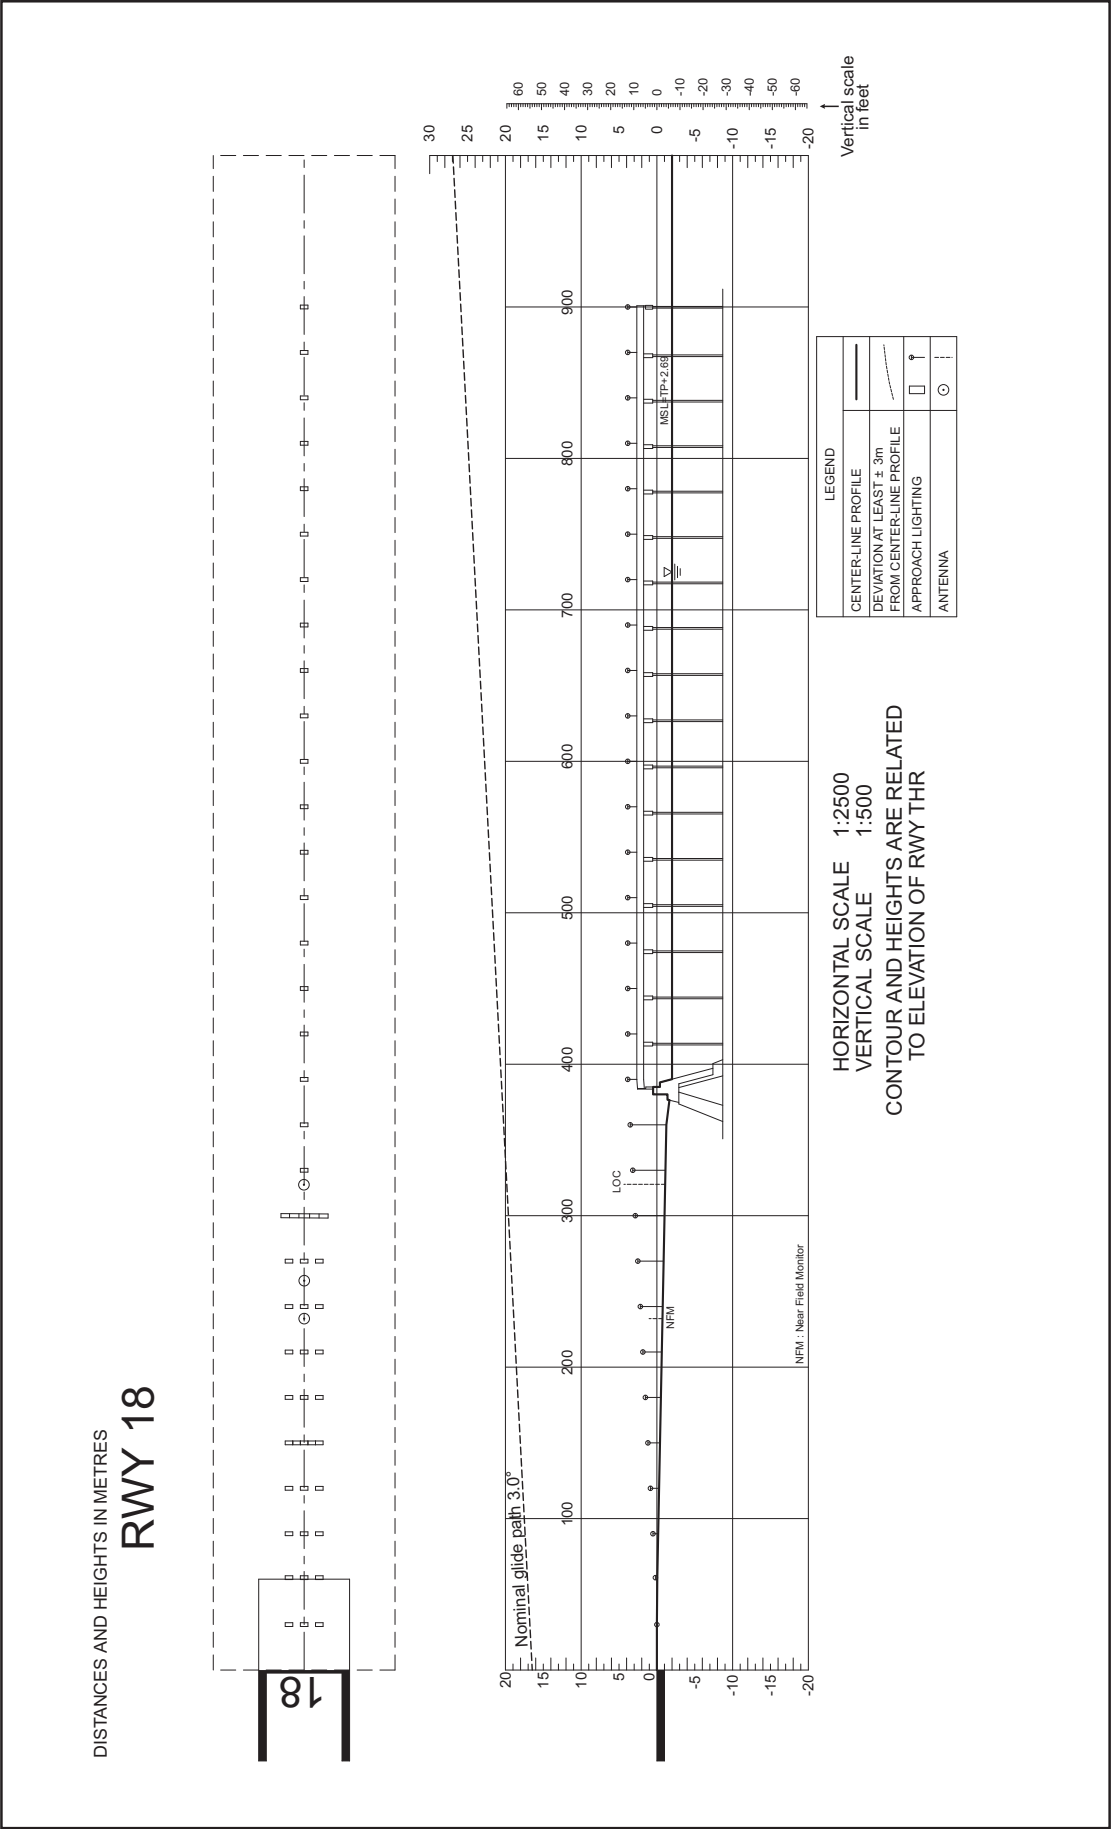 DISTANCES AND HEIGHTS IN METRES
RWY 18
18
Nominal glide path 3.0°
20
15
10
5
0
-5
-10
-15
-20
100
200
300
400
500
600
700
800
900
NFM
LOC
MSL=TP+2.69
NFM : Near Field Monitor
30
25
20
15
10
5
0
-5
-10
-15
-20
60
50
40
30
20
10
0
-10
-20
-30
-40
-50
-60
Vertical scale
in feet
HORIZONTAL SCALE 1:2500
VERTICAL SCALE 1:500
CONTOUR AND HEIGHTS ARE RELATED
TO ELEVATION OF RWY THR
LEGEND
CENTER-LINE PROFILE
DEVIATION AT LEAST ± 3m
FROM CENTER-LINE PROFILE
APPROACH LIGHTING
ANTENNA